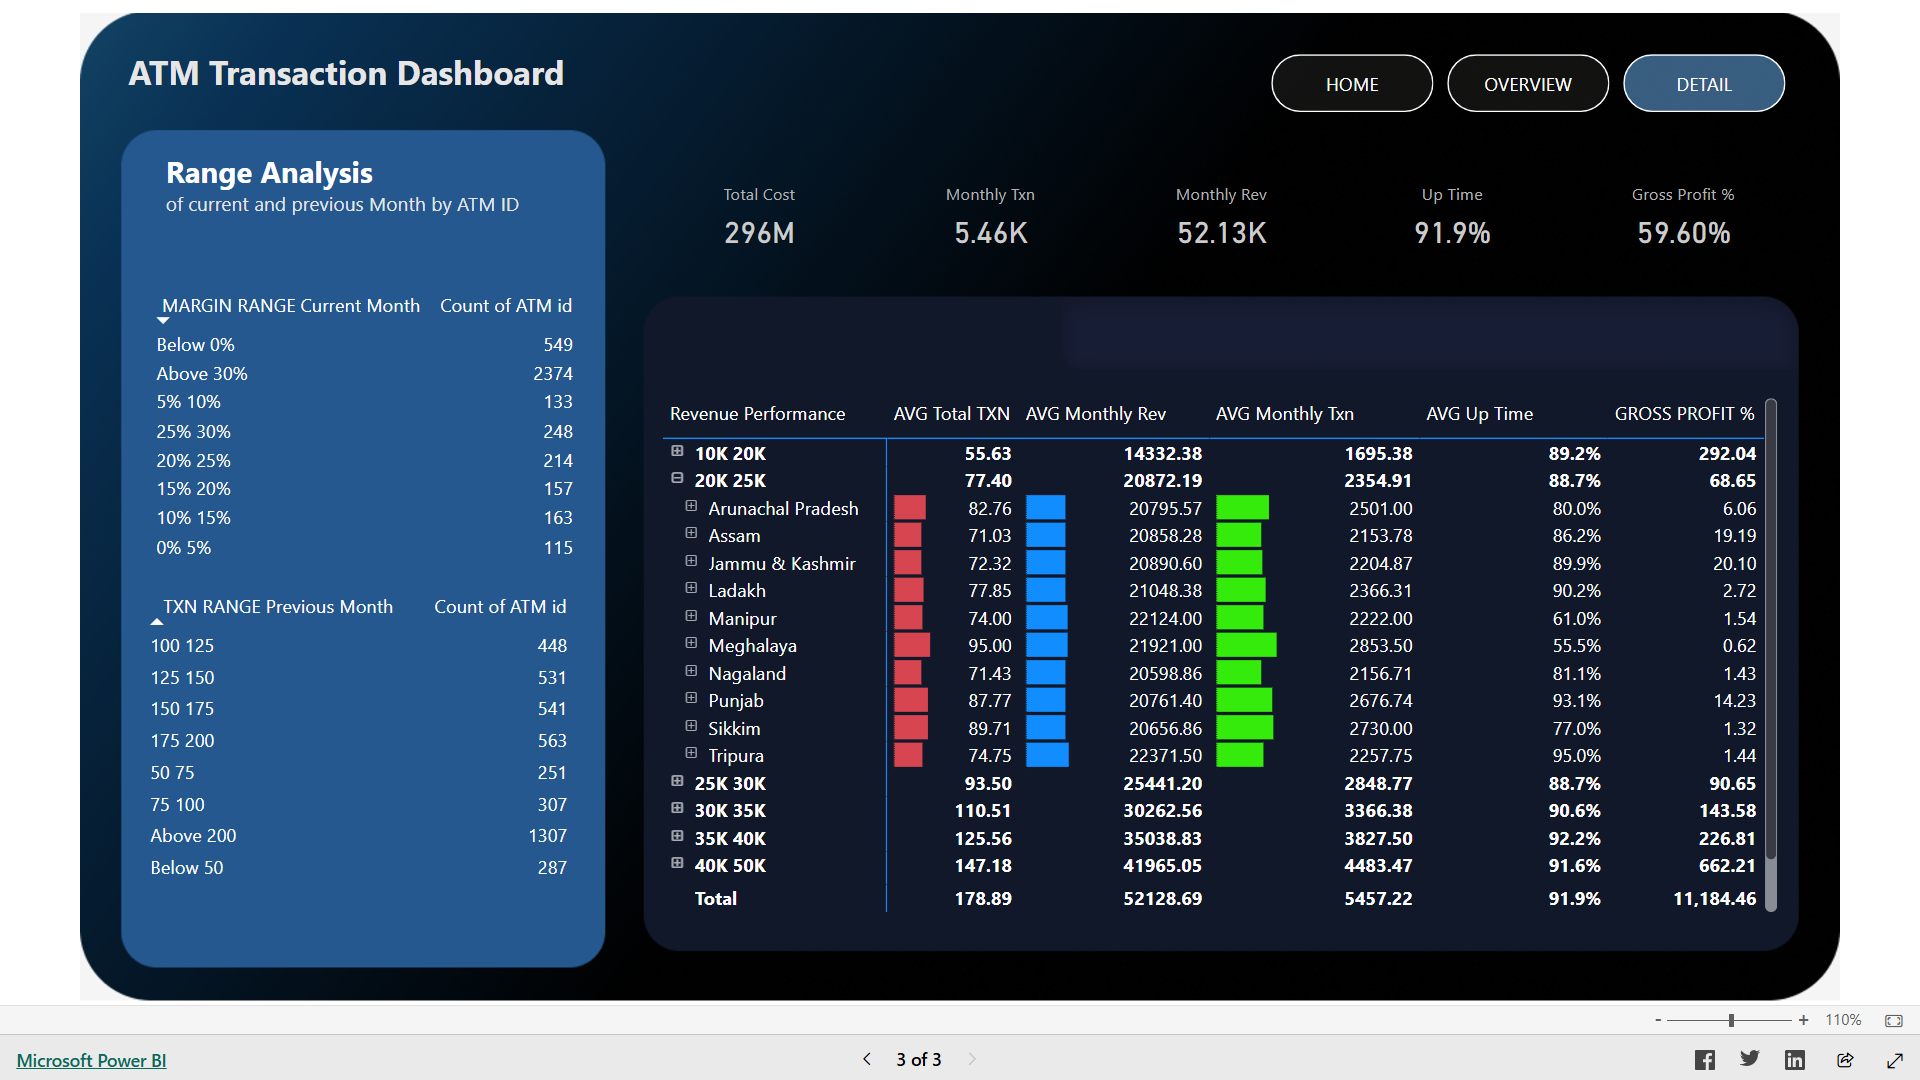 ATM Transaction Dashboard
HOME
OVERVIEW
DETAIL
Range Analysis
of current and previous Month by ATM ID
MARGIN RANGE Current Month Count of ATM id
Below 0% 549
Above 30% 2374
5% 10% 133
25% 30% 248
20% 25% 214
15% 20% 157
10% 15% 163
0% 5% 115
TXN RANGE Previous Month Count of ATM id
100 125 448
125 150 531
150 175 541
175 200 563
50 75 251
75 100 307
Above 200 1307
Below 50 287
Total Cost Monthly Txn Monthly Rev Up Time Gross Profit %
296M 5.46K 52.13K 91.9% 59.60%
Revenue Performance AVG Total TXN AVG Monthly Rev AVG Monthly Txn AVG Up Time GROSS PROFIT %
10K 20K 55.63 14332.38 1695.38 89.2% 292.04
20K 25K 77.40 20872.19 2354.91 88.7% 68.65
Arunachal Pradesh 82.76 20795.57 2501.00 80.0% 6.06
Assam 71.03 20858.28 2153.78 86.2% 19.19
Jammu & Kashmir 72.32 20890.60 2204.87 89.9% 20.10
Ladakh 77.85 21048.38 2366.31 90.2% 2.72
Manipur 74.00 22124.00 2222.00 61.0% 1.54
Meghalaya 95.00 21921.00 2853.50 55.5% 0.62
Nagaland 71.43 20598.86 2156.71 81.1% 1.43
Punjab 87.77 20761.40 2676.74 93.1% 14.23
Sikkim 89.71 20656.86 2730.00 77.0% 1.32
Tripura 74.75 22371.50 2257.75 95.0% 1.44
25K 30K 93.50 25441.20 2848.77 88.7% 90.65
30K 35K 110.51 30262.56 3366.38 90.6% 143.58
35K 40K 125.56 35038.83 3827.50 92.2% 226.81
40K 50K 147.18 41965.05 4483.47 91.6% 662.21
Total 178.89 52128.69 5457.22 91.9% 11,184.46
- + 110%
Microsoft Power BI
< 3 of 3 >